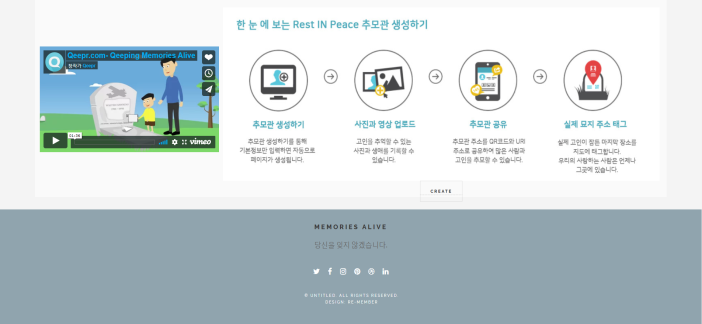 한 눈 에 보는 Rest IN Peace 추모관 생성하기
Qeepr.com- Qeeping Memories Alive
추모관 생성하기
사진과 영상 업로드
추모관 공유
실제 묘지 주소 태그
추모관 생성하기를 통해
기본정보만 입력하면 자동으로
페이지가 생성됩니다.
고인을 추억할 수 있는
사진과 생애를 기록할 수
있습니다.
추모관 주소를 QR코드와 URL
주소로 공유하여 많은 사람과
고인을 추모할 수 있습니다.
실제 고인이 잠든 마지막 장소를
지도에 태그합니다.
우리의 사랑하는 사람은 언제나
그곳에 있습니다.
vimeo
CREATE
MEMORIES ALIVE
당신을 잊지 않겠습니다.
© UNTITLED. ALL RIGHTS RESERVED
DESIGN: RE-MEMBER